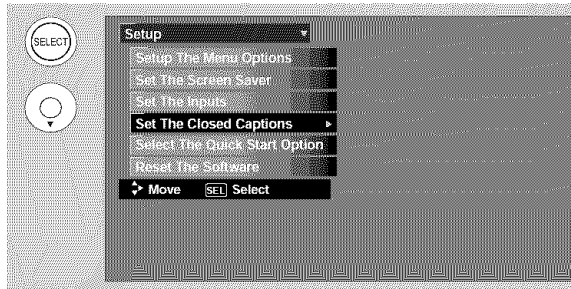 SELECT
Setup
Setup The Menu Options
Set The Screen Saver
Set The Inputs
Set The Closed Captions
Select The Quick Start Option
Reset The Software
Move SEL Select